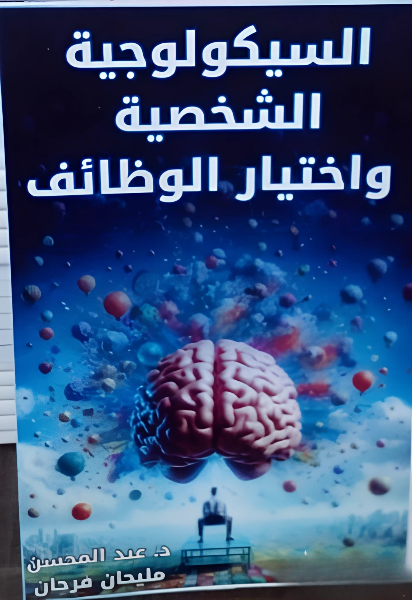 السيكولوجية
الشخصية
واختيار الوظائف
د. عبد المحسن
مليحان فرحان